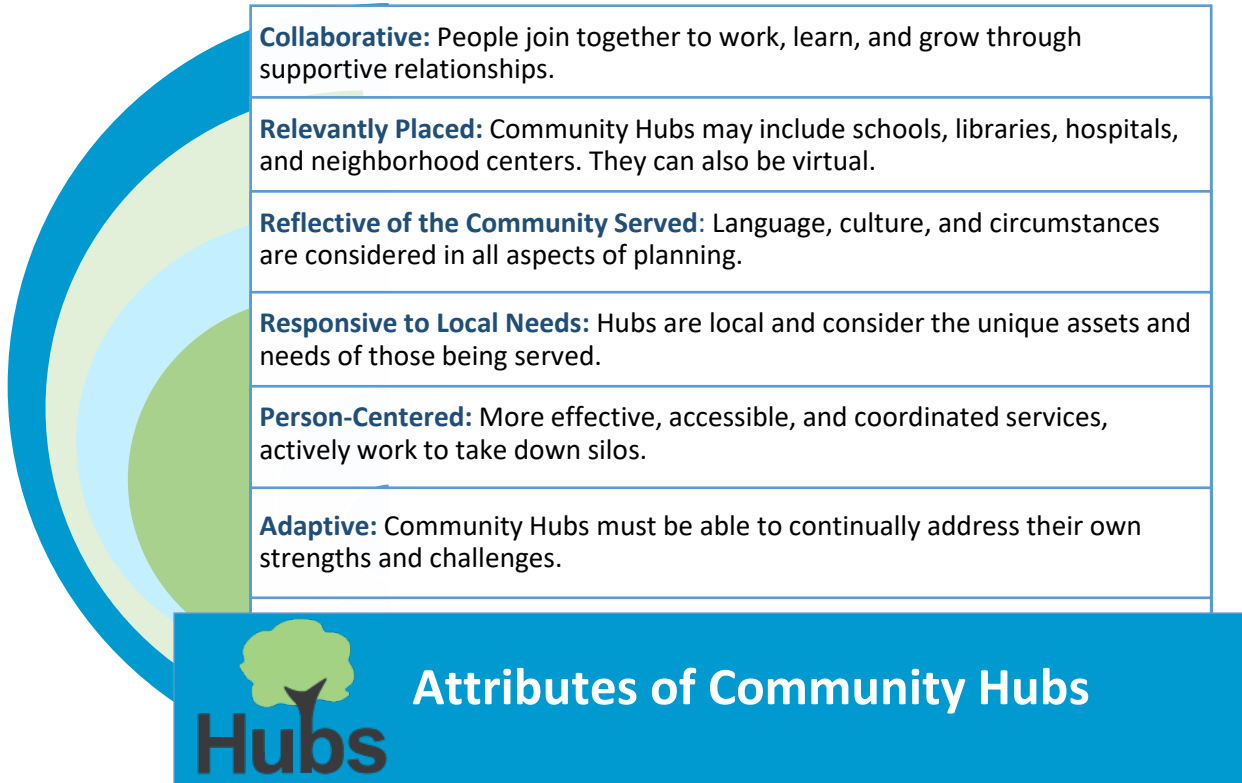 Collaborative: People join together to work, learn, and grow through
supportive relationships.
Relevantly Placed: Community Hubs may include schools, libraries, hospitals,
and neighborhood centers. They can also be virtual.
Reflective of the Community Served: Language, culture, and circumstances
are considered in all aspects of planning.
Responsive to Local Needs: Hubs are local and consider the unique assets and
needs of those being served.
Person-Centered: More effective, accessible, and coordinated services,
actively work to take down silos.
Adaptive: Community Hubs must be able to continually address their own
strengths and challenges.
Hubs
Attributes of Community Hubs